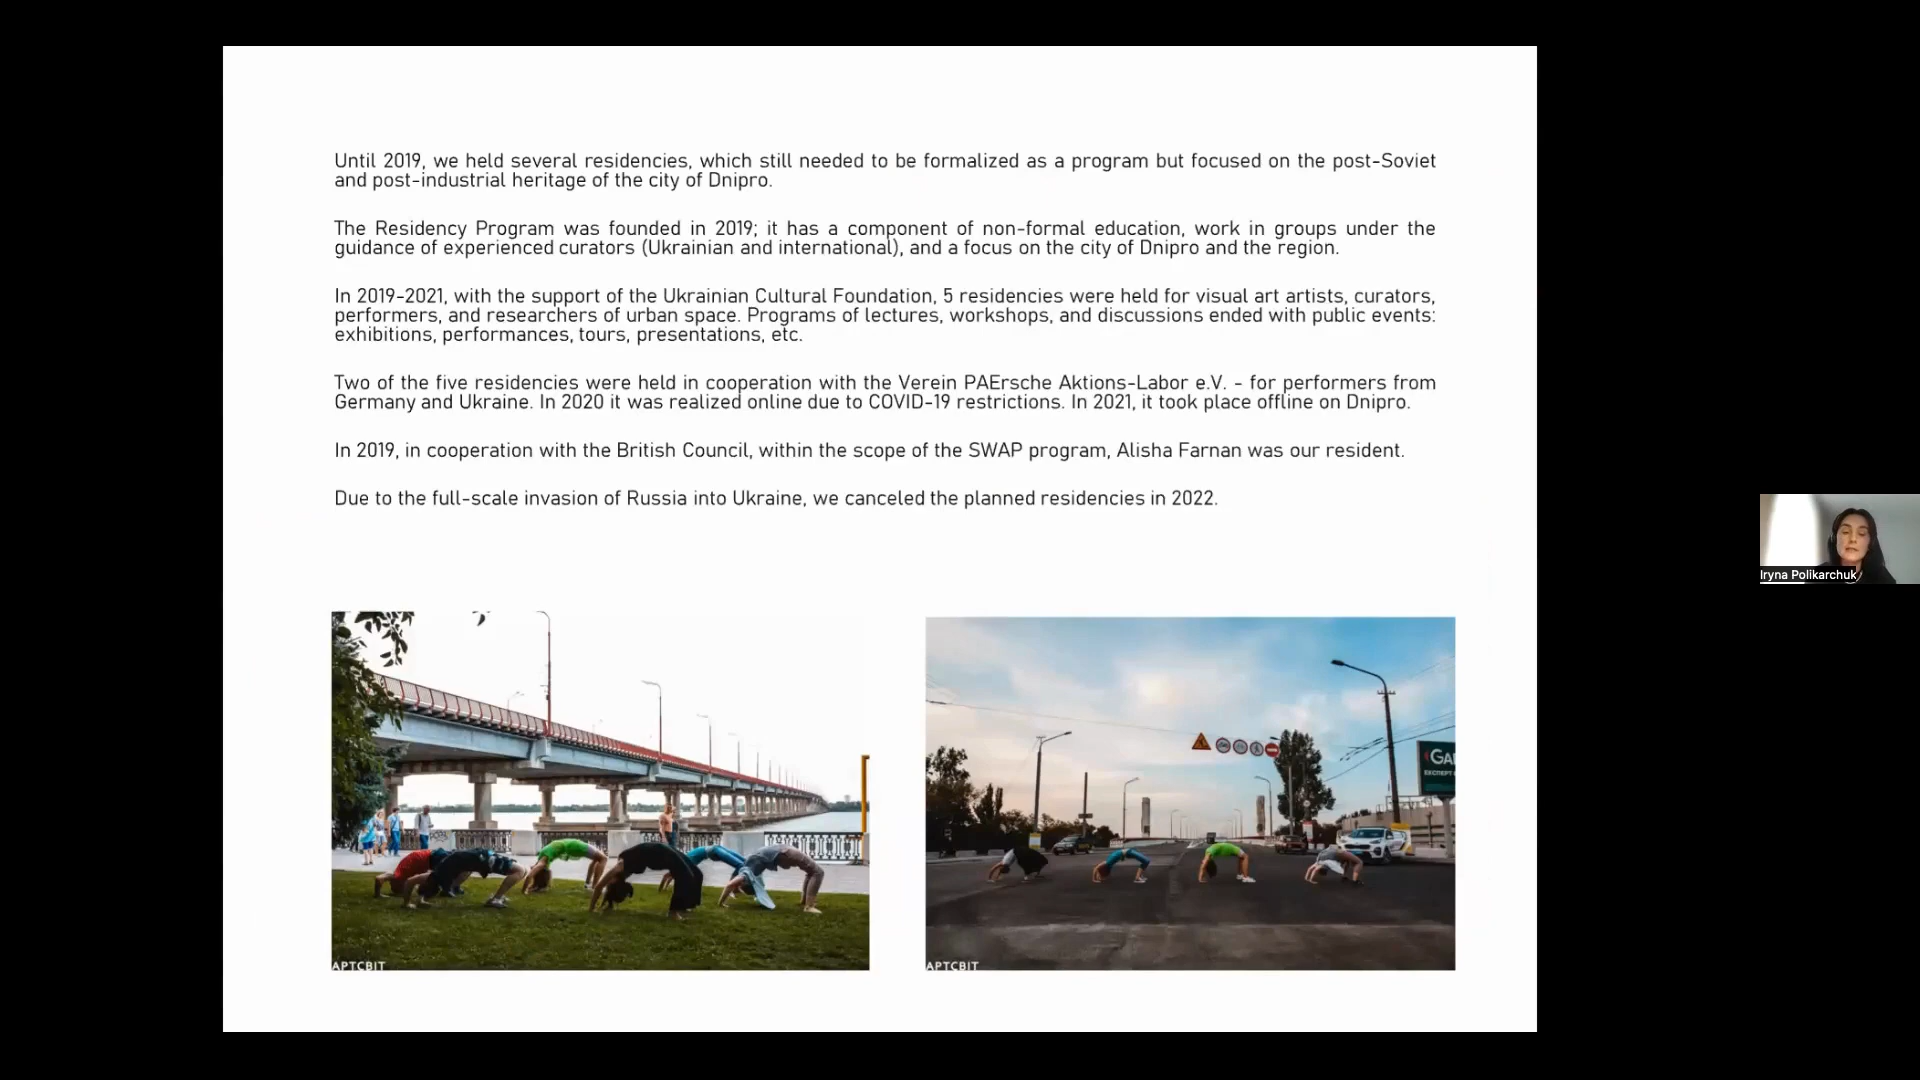 Until 2019, we held several residencies, which still needed to be formalized as a program but focused on the post-Soviet
and post-industrial heritage of the city of Dnipro.
The Residency Program was founded in 2019; it has a component of non-formal education, work in groups under the
guidance of experienced curators (Ukrainian and international), and a focus on the city of Dnipro and the region.
In 2019-2021, with the support of the Ukrainian Cultural Foundation, 5 residencies were held for visual art artists, curators,
performers, and researchers of urban space. Programs of lectures, workshops, and discussions ended with public events:
exhibitions, performances, tours, presentations, etc.
Two of the five residencies were held in cooperation with the Verein PAErsche Aktions-Labor e.V. - for performers from
Germany and Ukraine. In 2020 it was realized online due to COVID-19 restrictions. In 2021, it took place offline on Dnipro.
In 2019, in cooperation with the British Council, within the scope of the SWAP program, Alisha Farnan was our resident.
Due to the full-scale invasion of Russia into Ukraine, we canceled the planned residencies in 2022.
Iryna Polikarchuk
АРТСВІТ
GA
ЕКСПЕРТ
АРТСВІТ